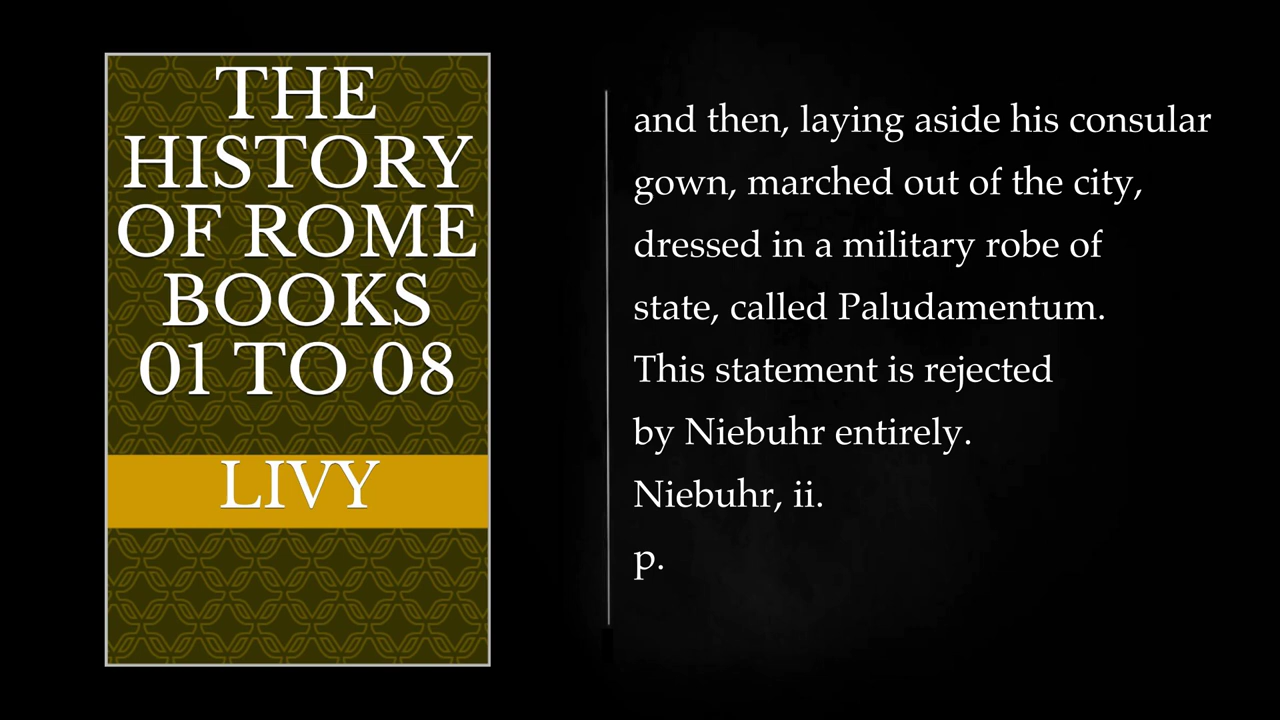 THE
HISTORY
OF ROME
BOOKS
01 TO 08
LIVY
and then, laying aside his consular
gown, marched out of the city,
dressed in a military robe of
state, called Paludamentum.
This statement is rejected
by Niebuhr entirely.
Niebuhr, ii.
p.